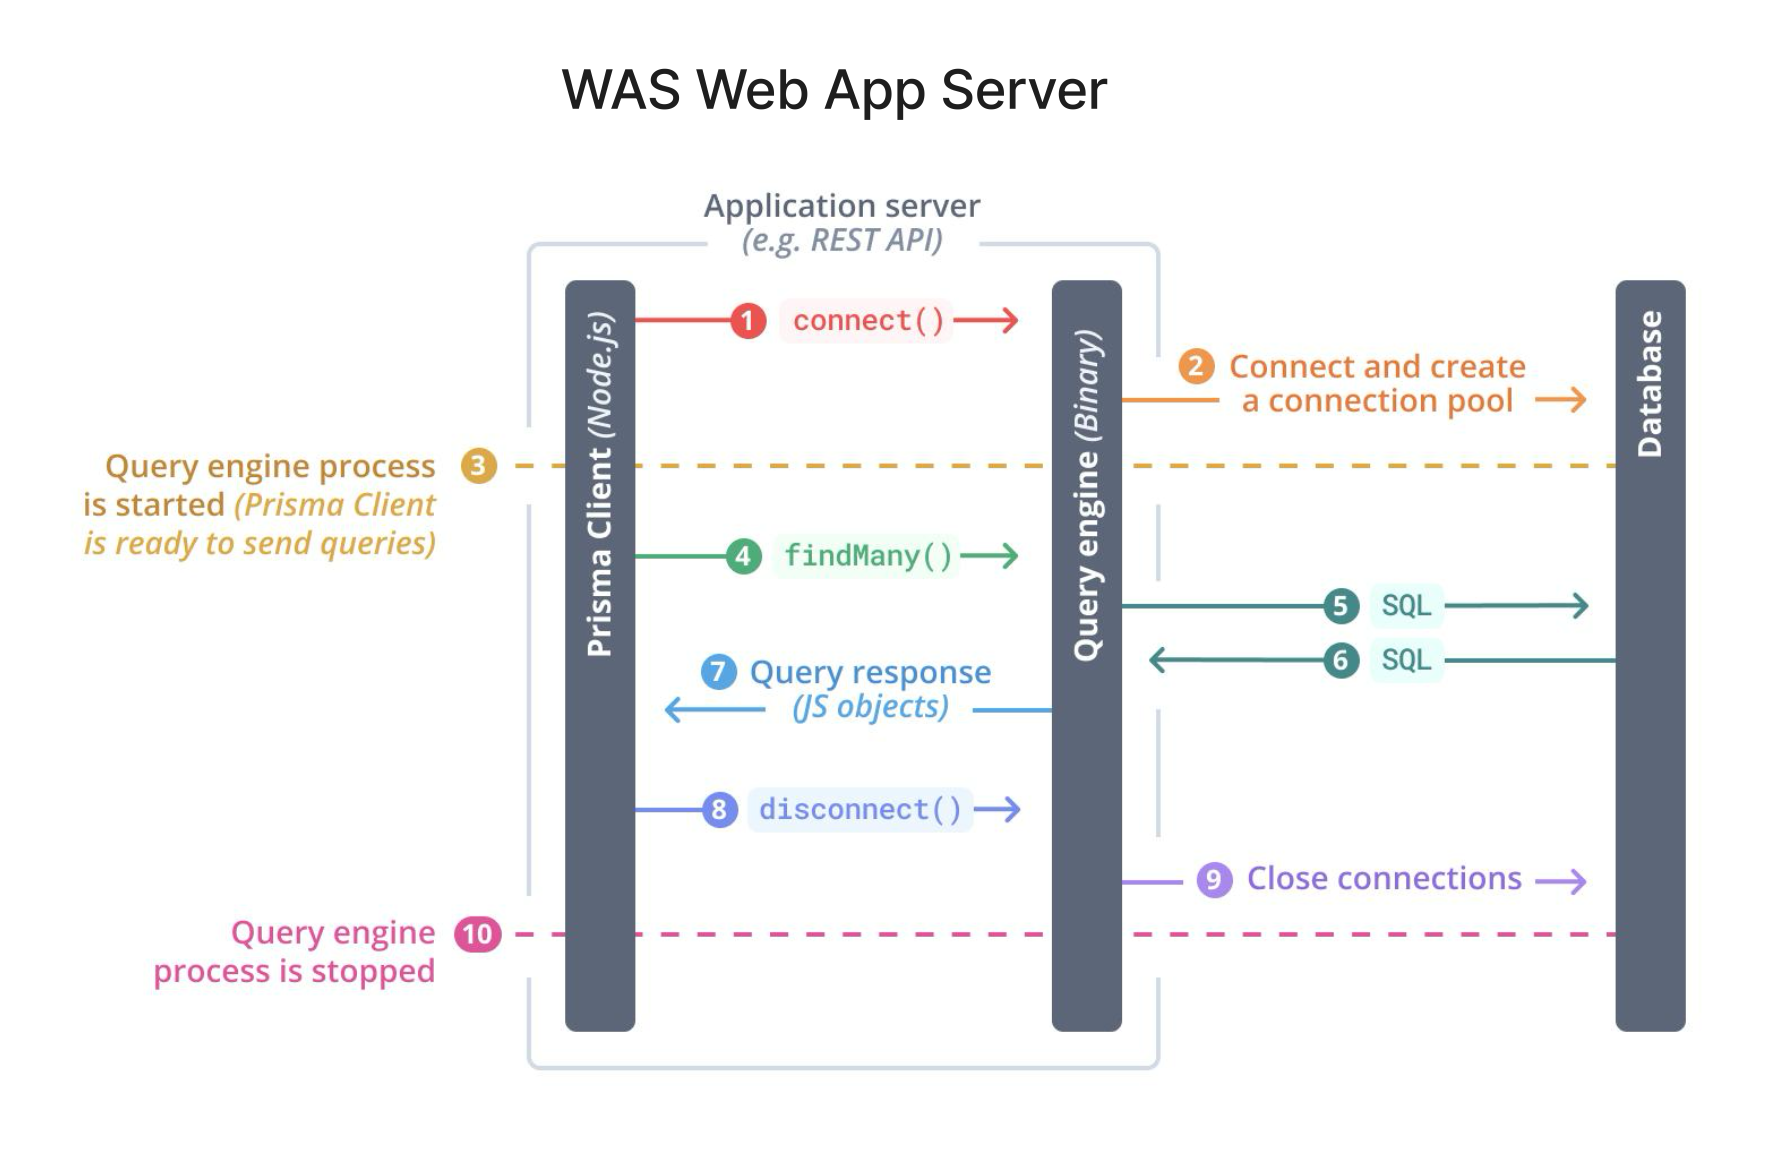 WAS Web App Server
Application server
(e.g. REST API)
Prisma Client (Node.js)
Query engine (Binary)
Database
1 connect()
2 Connect and create
a connection pool
3 Query engine process
is started (Prisma Client
is ready to send queries)
4 findMany()
5 SQL
6 SQL
7 Query response
(JS objects)
8 disconnect()
9 Close connections
10 Query engine
process is stopped